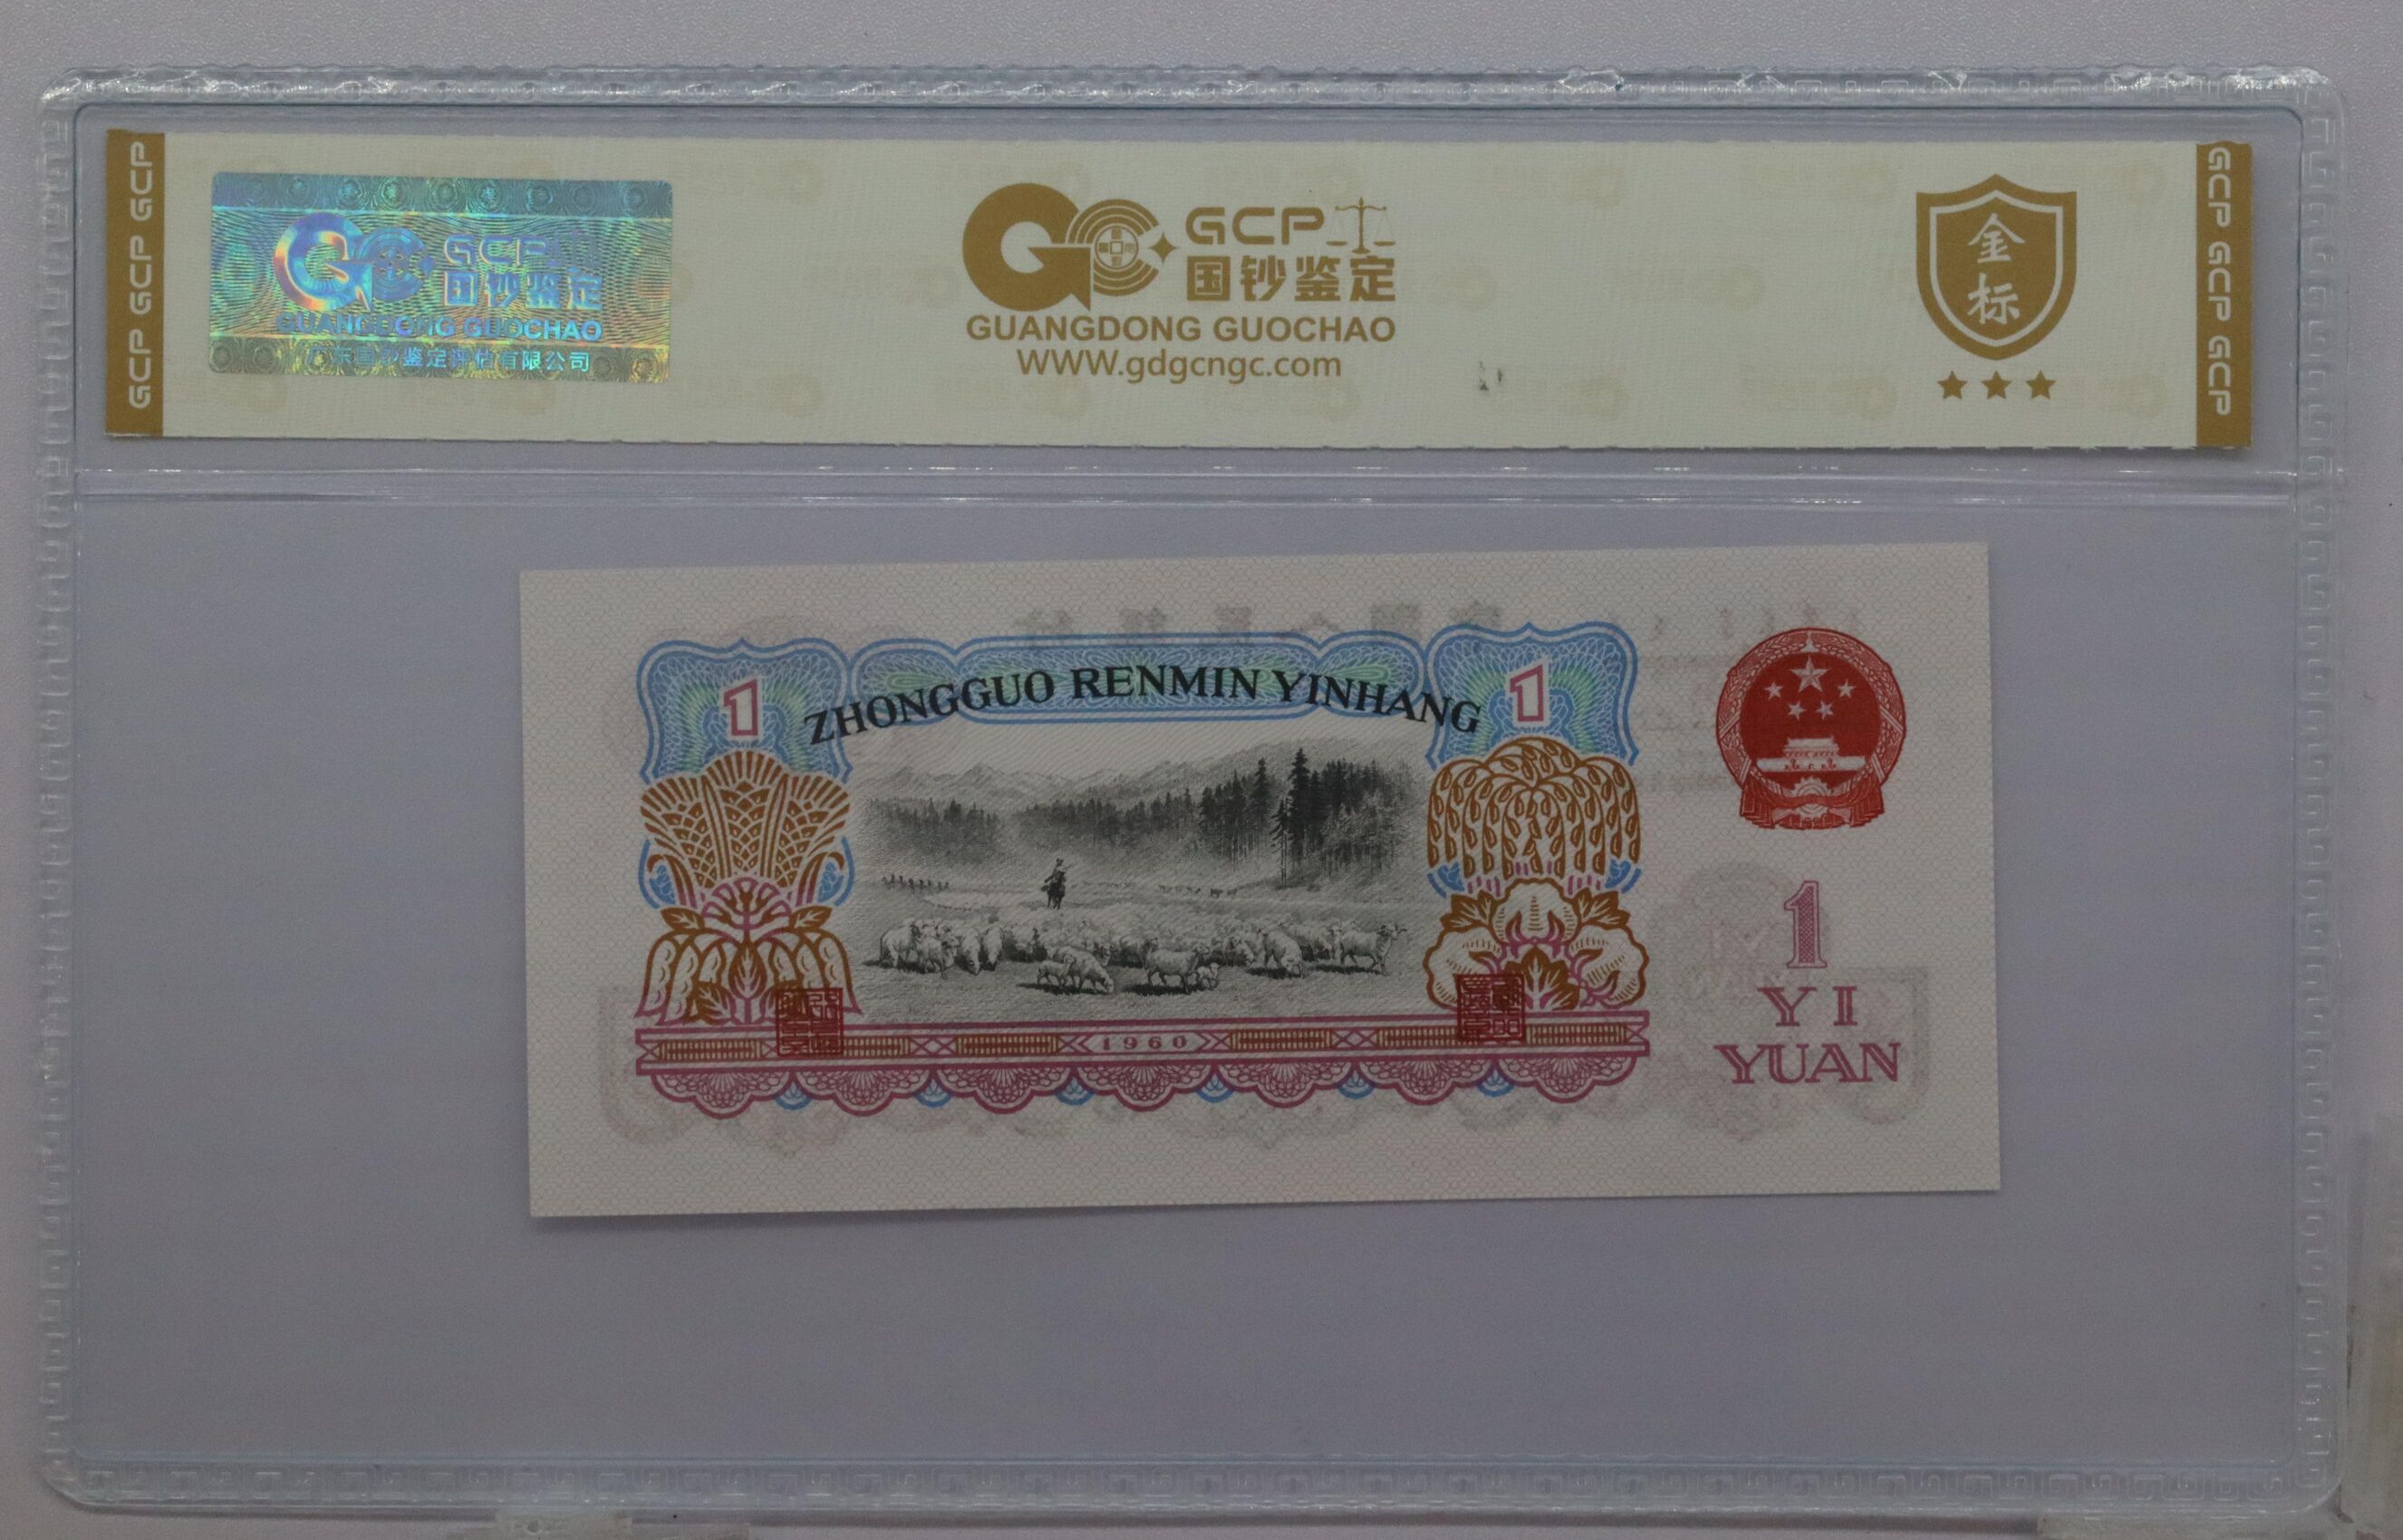 GCP GCP GCP
GCP
国钞鉴定
GUANGDONG GUOCHAO
广东国钞鉴定评估有限公司
GCP
国钞鉴定
GUANGDONG GUOCHAO
WWW.gdgcngc.com
金
标
GCP GCP GCP
1
ZHONGGUO RENMIN YINHANG
1
1
YI
YUAN
1960